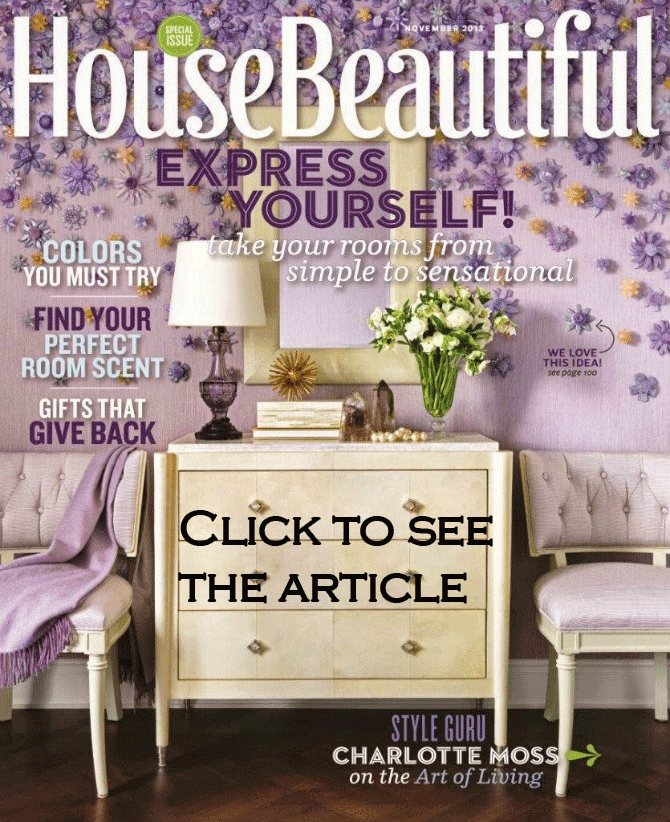 SPECIAL
ISSUE
NOVEMBER 2013
HouseBeautiful
EXPRESS
YOURSELF!
take your rooms from
simple to sensational
COLORS
YOU MUST TRY
FIND YOUR
PERFECT
ROOM SCENT
GIFTS THAT
GIVE BACK
WE LOVE
THIS IDEA!
see page 100
CLICK TO SEE
THE ARTICLE
STYLE GURU
CHARLOTTE MOSS
on the Art of Living